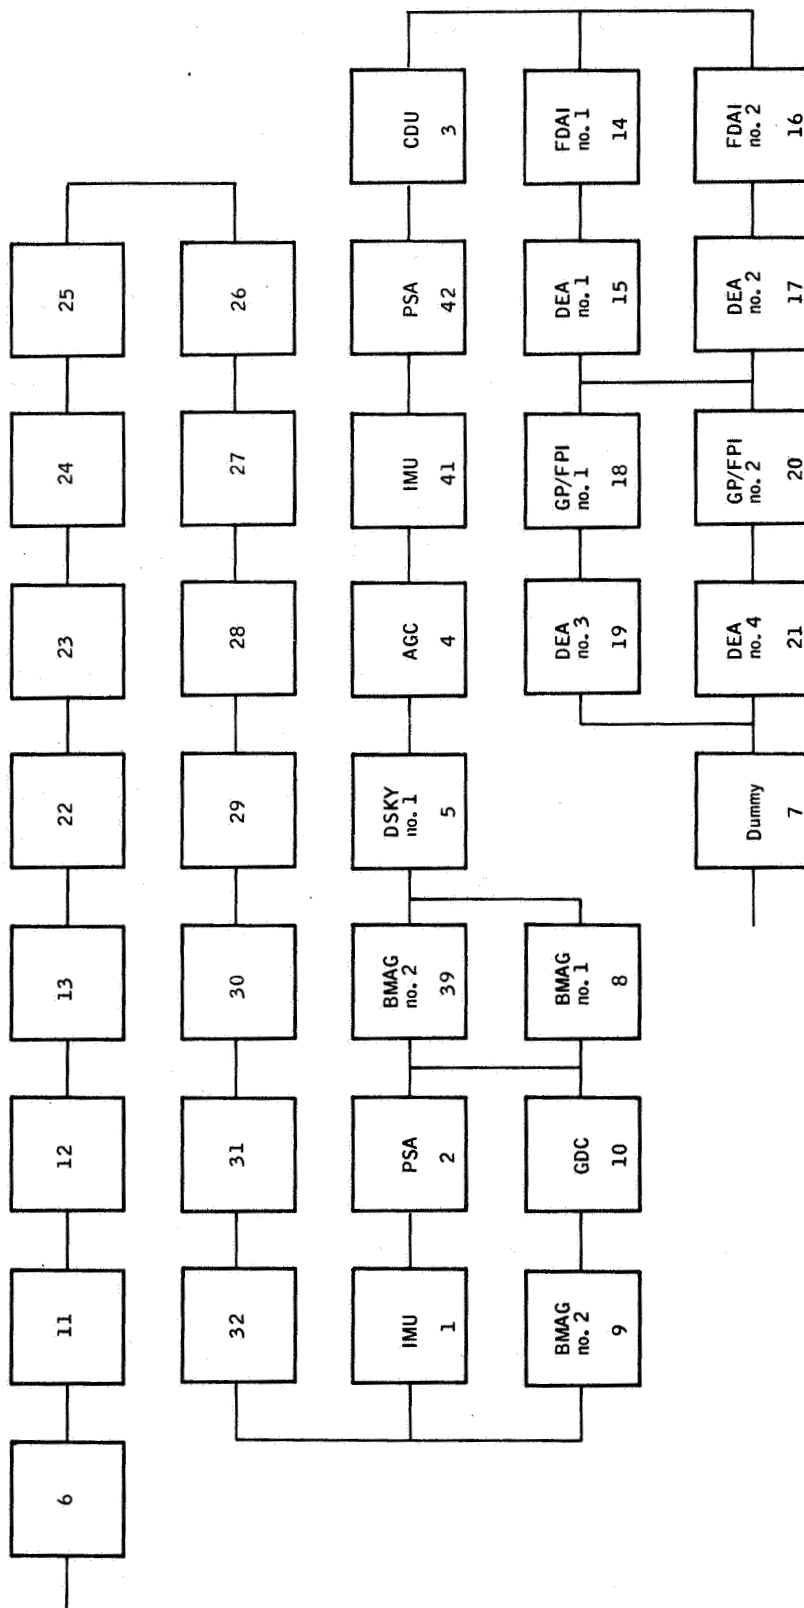 6
11
12
13
22
23
24
25
32
31
30
29
28
27
26
IMU
1
PSA
2
BMAG
no. 2
39
DSKY
no. 1
5
AGC
4
IMU
41
PSA
42
CDU
3
BMAG
no. 2
9
GDC
10
BMAG
no. 1
8
DEA
no. 3
19
GP/FPI
no. 1
18
DEA
no. 1
15
FDAI
no. 1
14
Dummy
7
DEA
no. 4
21
GP/FPI
no. 2
20
DEA
no. 2
17
FDAI
no. 2
16